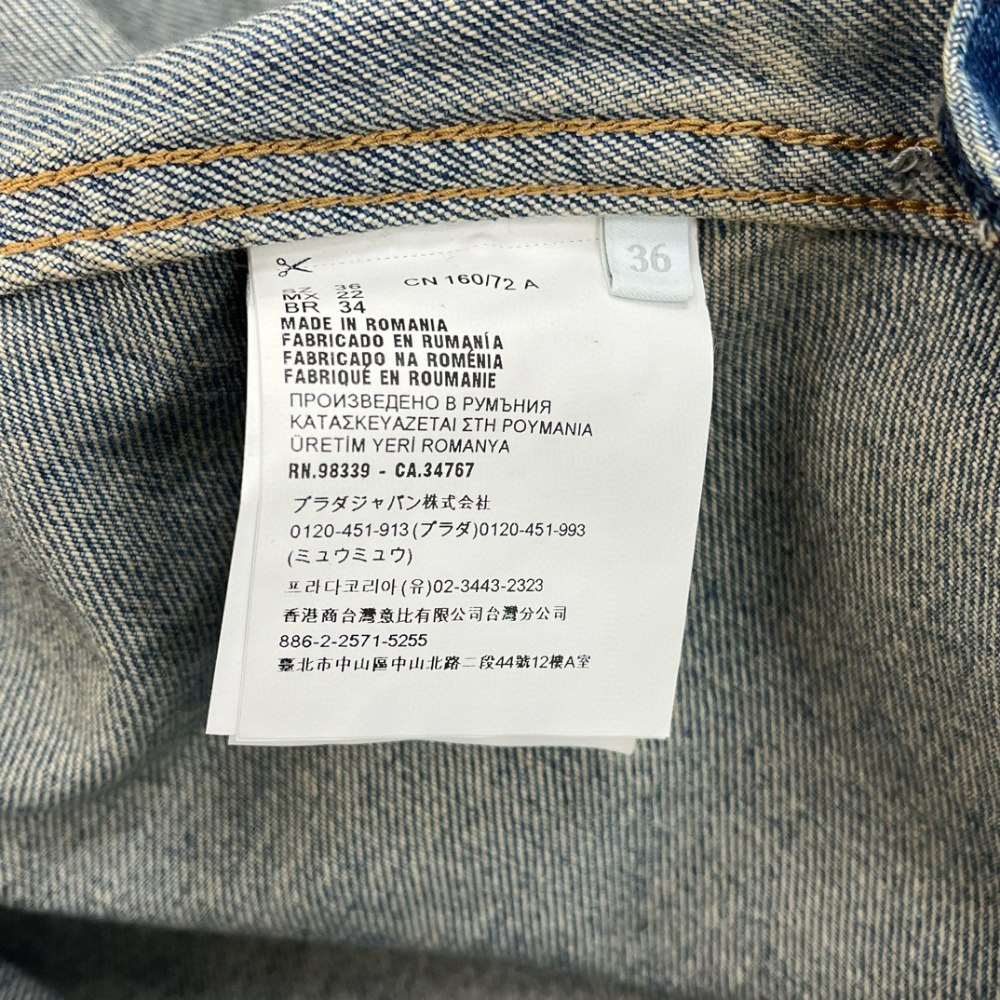 36
CN 160/72 A
SZ 36
MX 22
BR 34
MADE IN ROMANIA
FABRICADO EN RUMANÍA
FABRICADO NA ROMÉNIA
FABRIQUÉ EN ROUMANIE
ПРОИЗВЕДЕНО В РУМЪНИЯ
ΚΑΤΑΣΚΕΥΑΖΕΤΑΙ ΣΤΗ ΡΟΥΜΑΝΙΑ
ÜRETİM YERİ ROMANYA
RN.98339 - CA.34767
プラダジャパン株式会社
0120-451-913(プラダ)0120-451-993
(ミュウミュウ)
프라다코리아(유)02-3443-2323
香港商台灣意比有限公司台灣分公司
886-2-2571-5255
臺北市中山區中山北路二段44號12樓A室